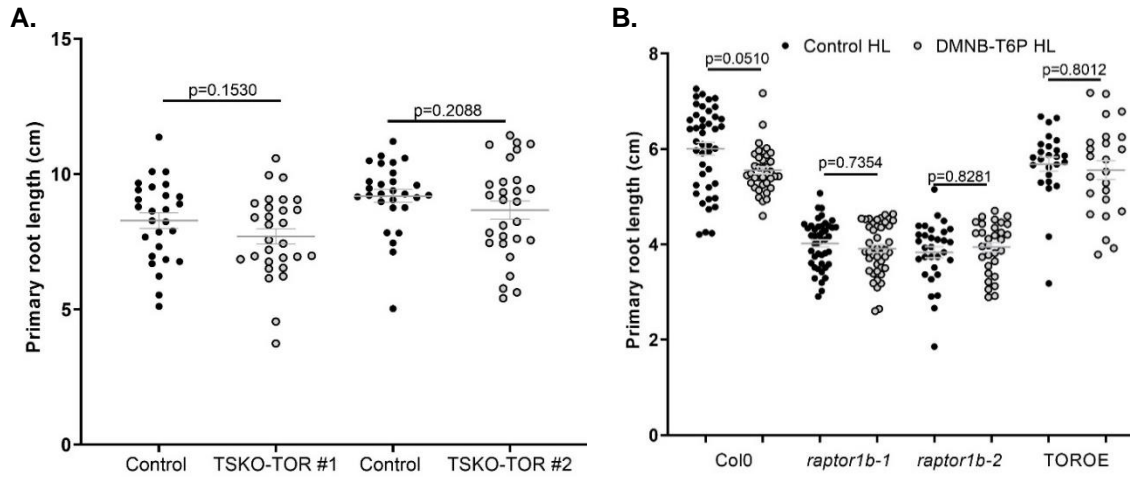 A.
Primary root length (cm)
15
10
5
0
p=0.1530
p=0.2088
Control
TSKO-TOR #1
Control
TSKO-TOR #2
B.
Control HL
DMNB-T6P HL
Primary root length (cm)
8
6
4
2
0
p=0.0510
p=0.7354
p=0.8281
p=0.8012
Col0
raptor1b-1
raptor1b-2
TOROE